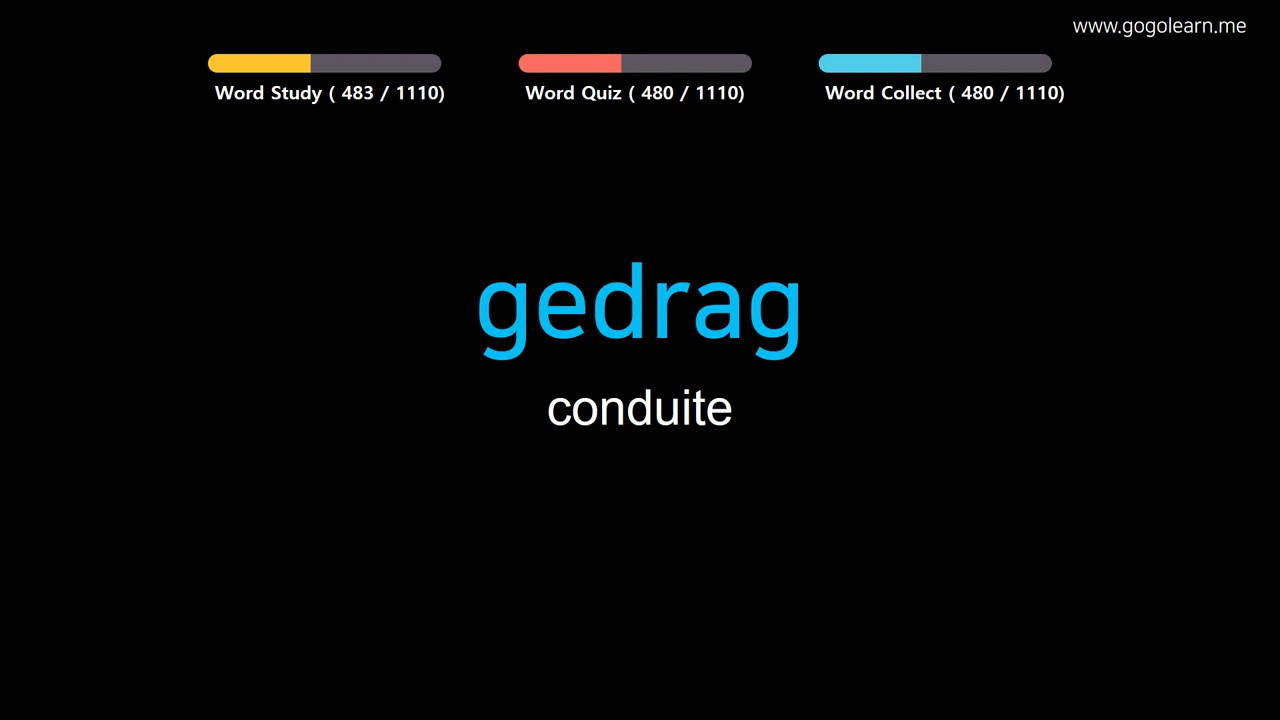 www.gogolearn.me
Word Study ( 483 / 1110)
Word Quiz ( 480 / 1110)
Word Collect ( 480 / 1110)
gedrag
conduite